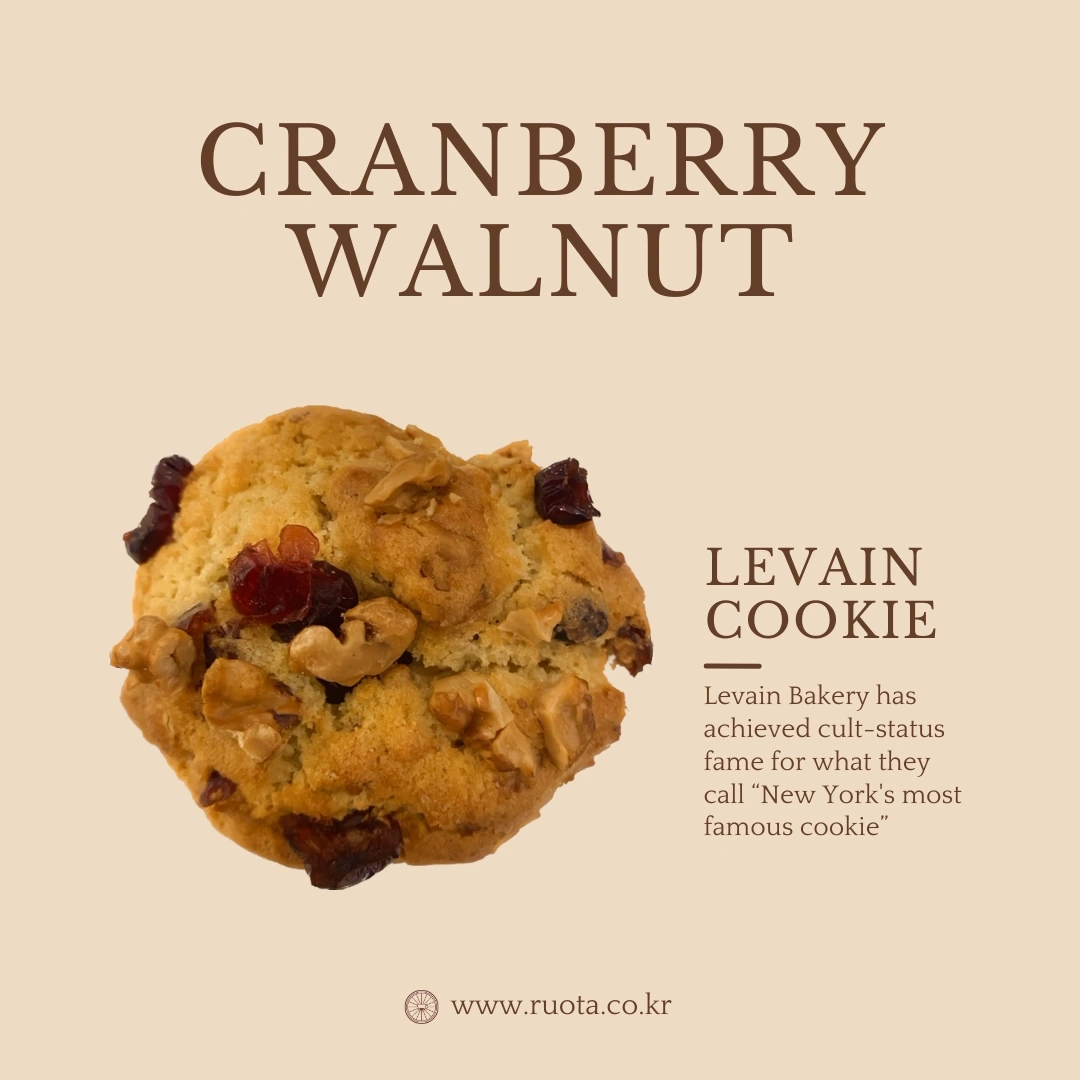 CRANBERRY
WALNUT
LEVAIN
COOKIE
Levain Bakery has
achieved cult-status
fame for what they
call “New York's most
famous cookie”
www.ruota.co.kr